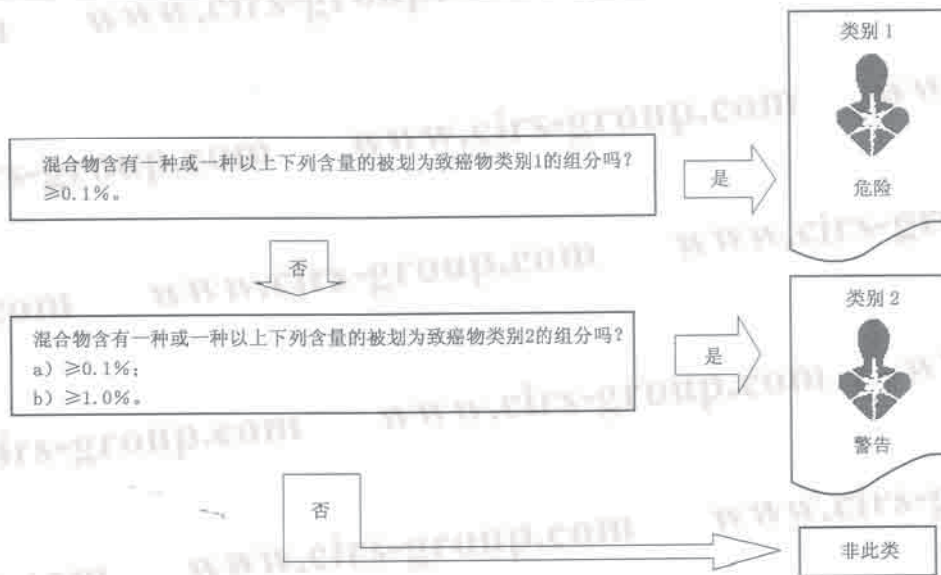 类别 1
混合物含有一种或一种以上下列含量的被划为致癌物类别1的组分吗?
≥0.1%。
是
危险
否
类别 2
混合物含有一种或一种以上下列含量的被划为致癌物类别2的组分吗?
a) ≥0.1%;
b) ≥1.0%。
是
警告
否
非此类
www.cirs-group.com